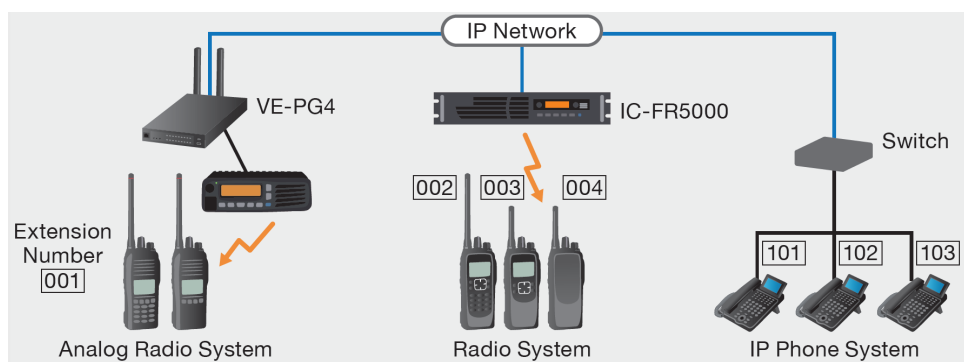 IP Network
VE-PG4
IC-FR5000
Switch
002 003 004
Extension
Number
001
101 102 103
Analog Radio System
Radio System
IP Phone System